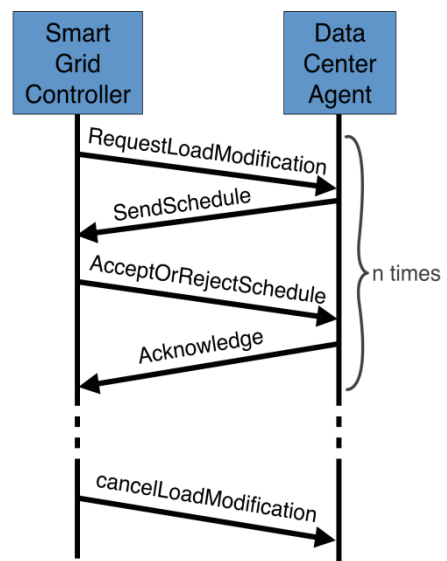 Smart
Grid
Controller
Data
Center
Agent
RequestLoadModification
SendSchedule
AcceptOrRejectSchedule
n times
Acknowledge
cancelLoadModification